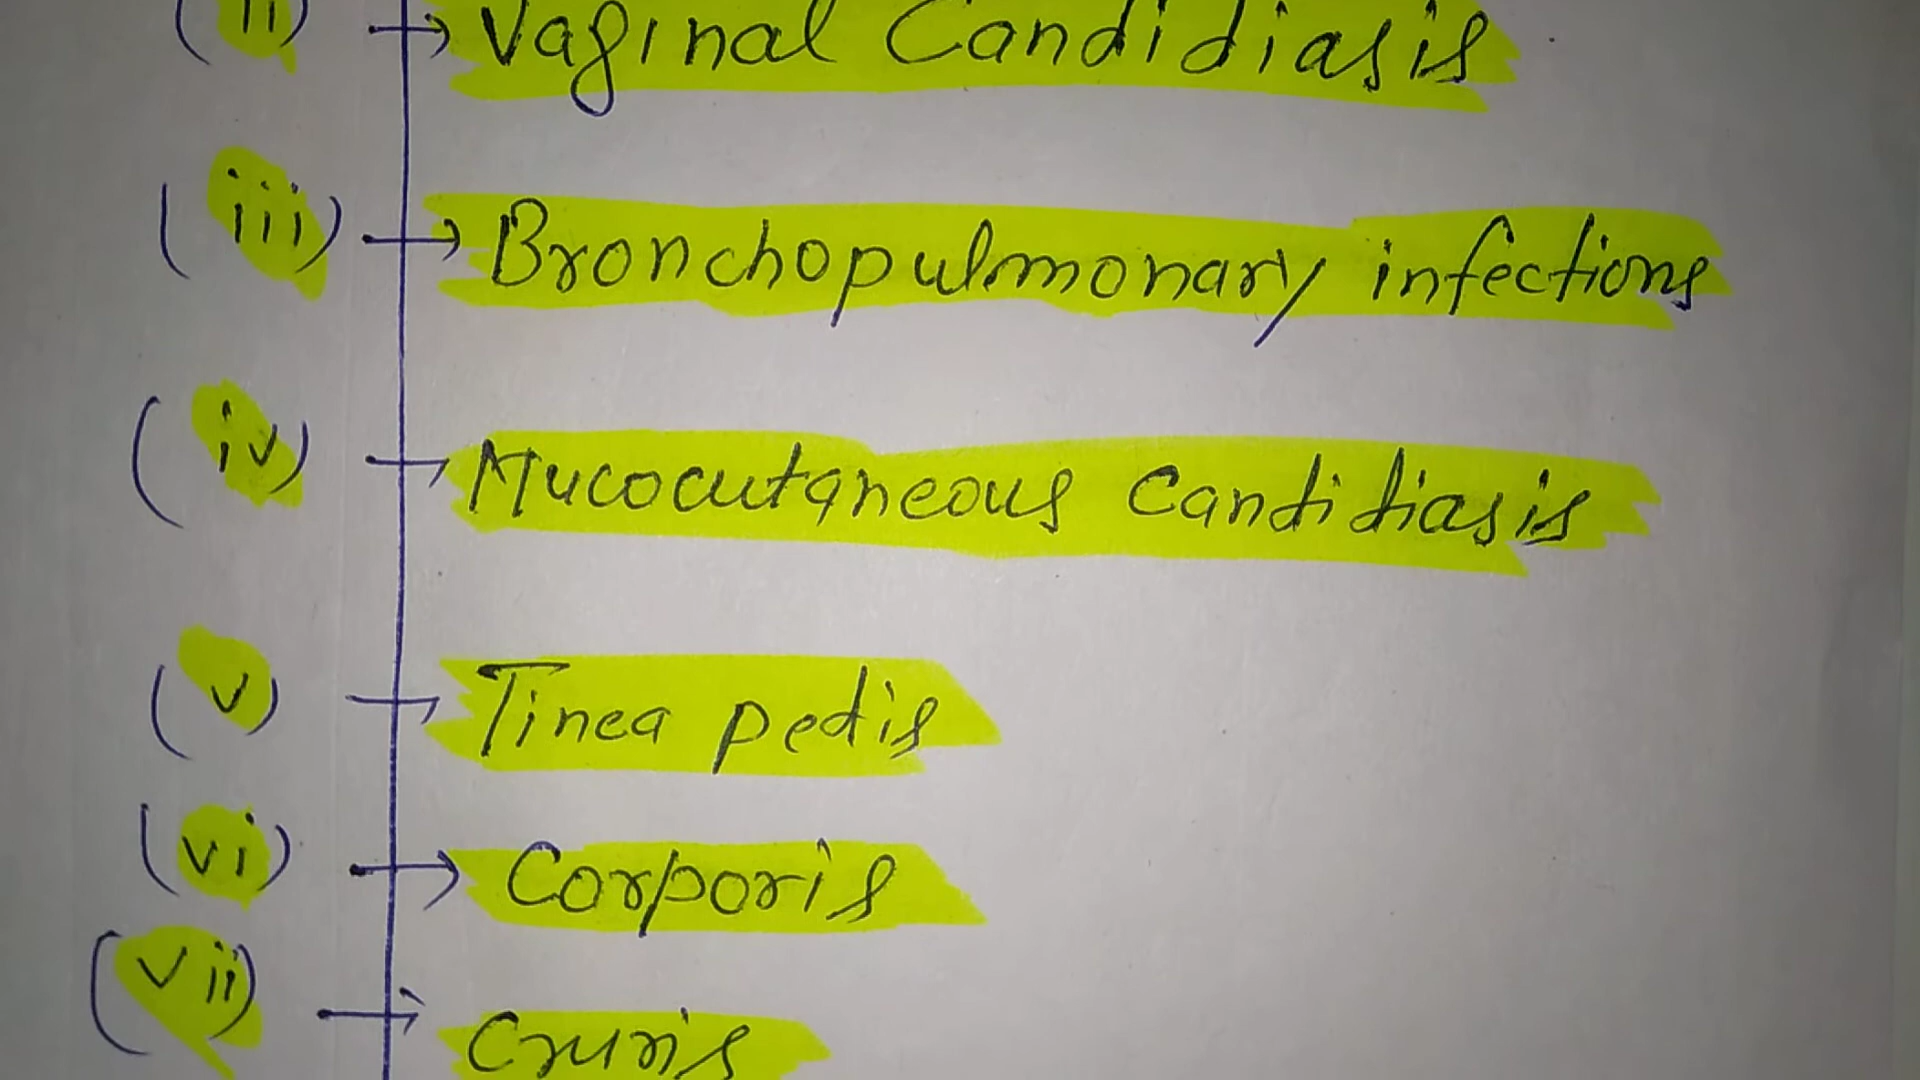 (ii) → Vaginal Candidiasis
(iii) → Bronchopulmonary infections
(iv) → Mucocutaneous Candidiasis
(v) → Tinea pedis
(vi) → Corporis
(vii) → Cruris